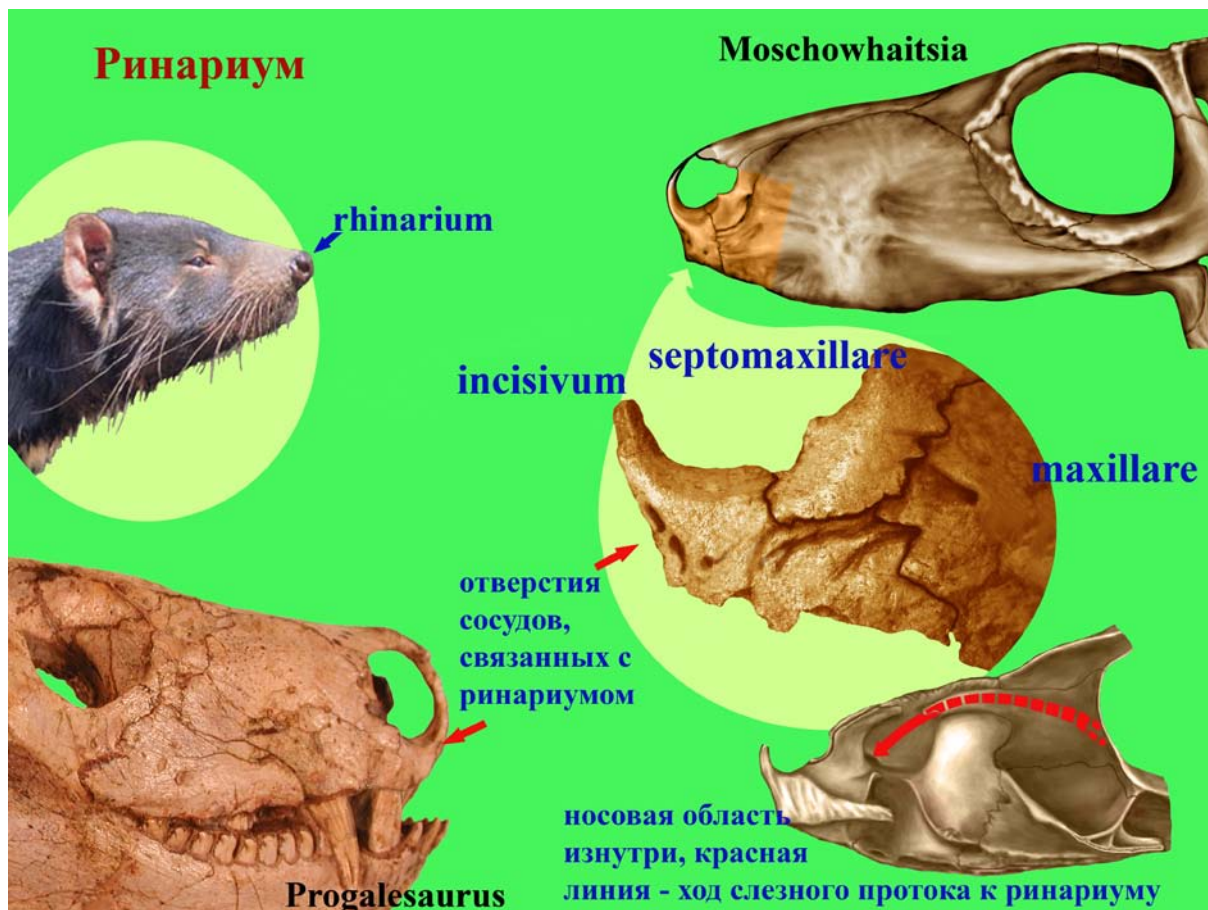 Ринариум
Moschowhaitsia
rhinarium
septomaxillare
incisivum
maxillare
отверстия
сосудов,
связанных с
ринариумом
Progalesaurus
носовая область
изнутри, красная
линия - ход слезного протока к ринариуму